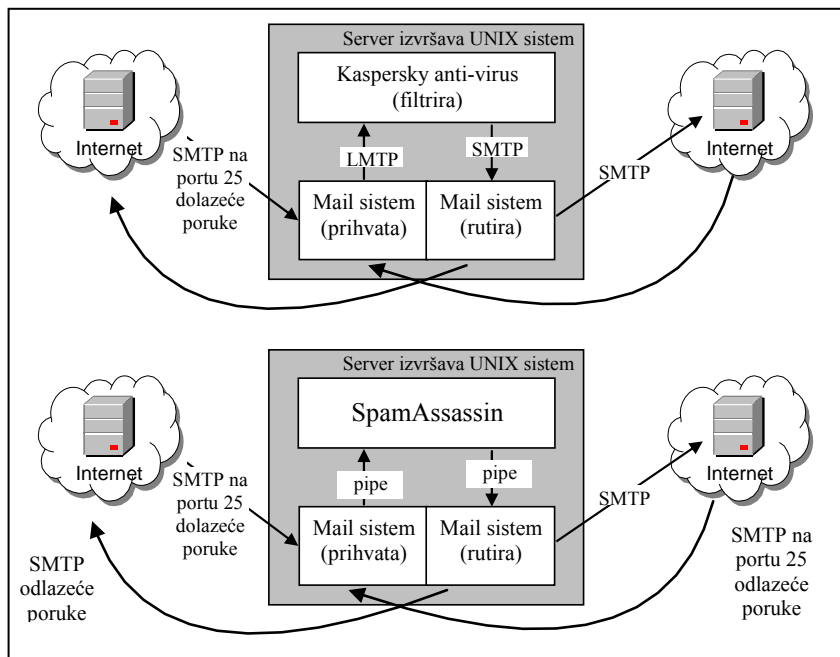 Server izvršava UNIX sistem
Kaspersky anti-virus
(filtrira)
Internet
SMTP na
portu 25
dolazeće
poruke
LMTP
SMTP
Mail sistem
(prihvata)
Mail sistem
(rutira)
SMTP
Internet
Server izvršava UNIX sistem
SpamAssassin
Internet
SMTP na
portu 25
dolazeće
poruke
pipe
pipe
Mail sistem
(prihvata)
Mail sistem
(rutira)
SMTP
Internet
SMTP
odlazeće
poruke
SMTP na
portu 25
odlazeće
poruke